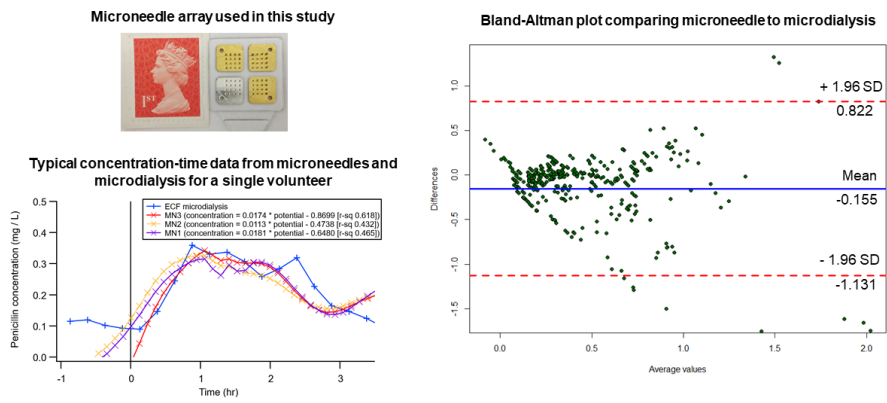 Microneedle array used in this study
1ST
Typical concentration-time data from microneedles and
microdialysis for a single volunteer
Penicillin concentration (mg / L)
0.5
0.4
0.3
0.2
0.1
0.0
ECF microdialysis
MN3 (concentration = 0.0174 * potential - 0.8699 [r-sq 0.618])
MN2 (concentration = 0.0113 * potential - 0.4738 [r-sq 0.432])
MN1 (concentration = 0.0181 * potential - 0.6480 [r-sq 0.465])
-1 0 1 2 3
Time (hr)
Bland-Altman plot comparing microneedle to microdialysis
Differences
1.0
0.5
0.0
-0.5
-1.0
-1.5
+ 1.96 SD
0.822
Mean
-0.155
- 1.96 SD
-1.131
0.0 0.5 1.0 1.5 2.0
Average values